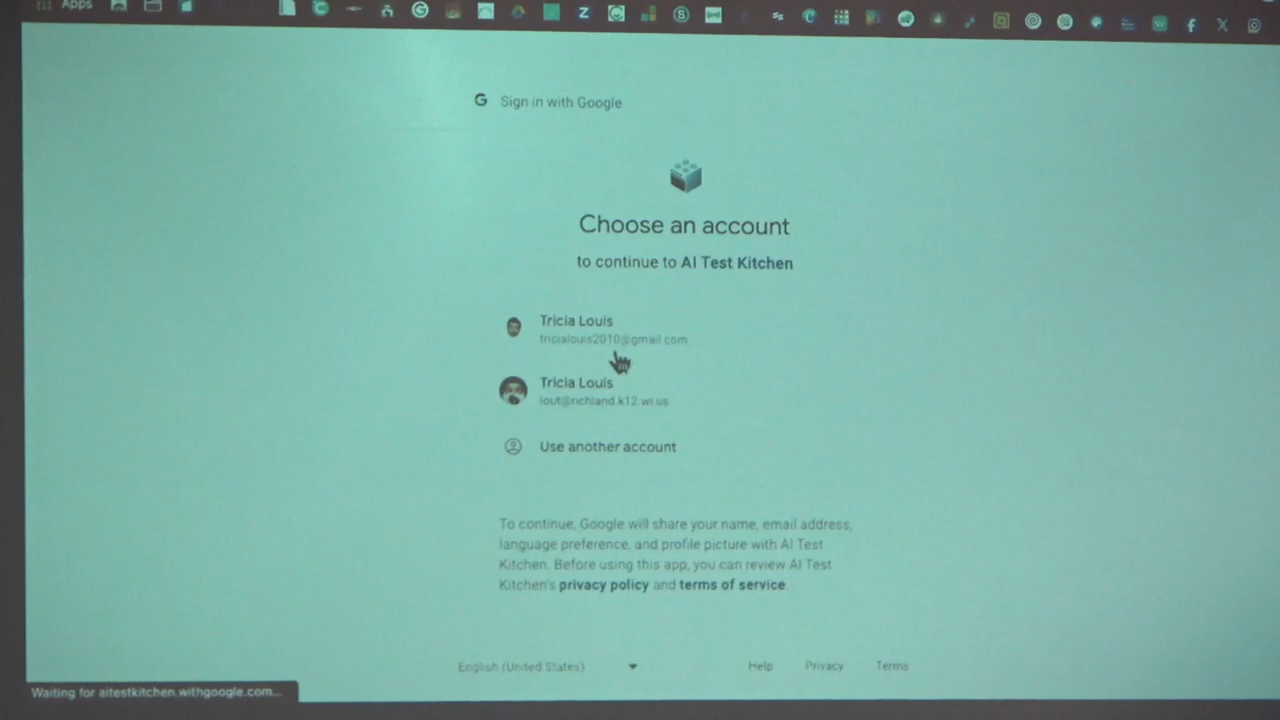 Apps
G Sign in with Google
Choose an account
to continue to AI Test Kitchen
Tricia Louis
tricialouis2010@gmail.com
Tricia Louis
lout@richland.k12.wi.us
Use another account
To continue, Google will share your name, email address,
language preference, and profile picture with AI Test
Kitchen. Before using this app, you can review AI Test
Kitchen's privacy policy and terms of service.
English (United States)
Help Privacy Terms
Waiting for aitestkitchen.withgoogle.com...